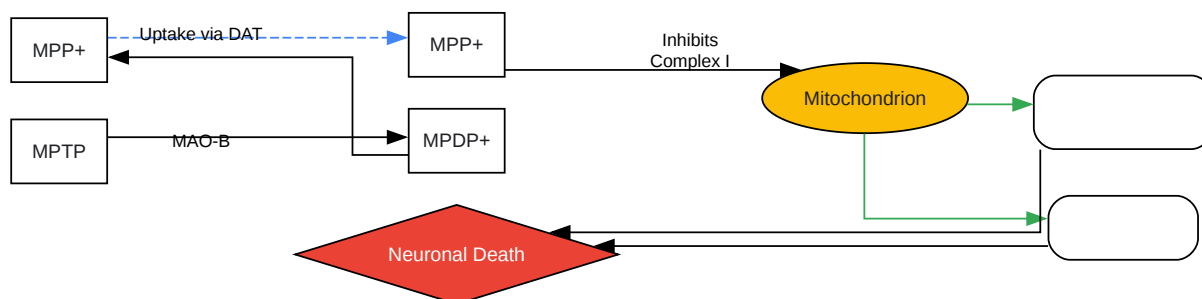 MPP+
Uptake via DAT
MPP+
Inhibits
Complex I
Mitochondrion
MPTP
MAO-B
MPDP+
Neuronal Death